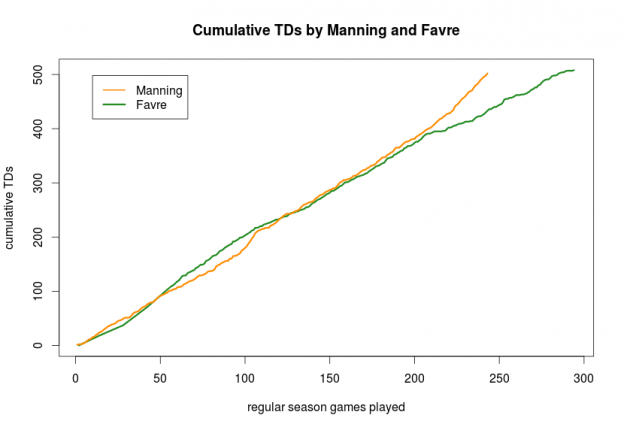 Cumulative TDs by Manning and Favre
Manning
Favre
cumulative TDs
500
400
300
200
100
0
0 50 100 150 200 250 300
regular season games played